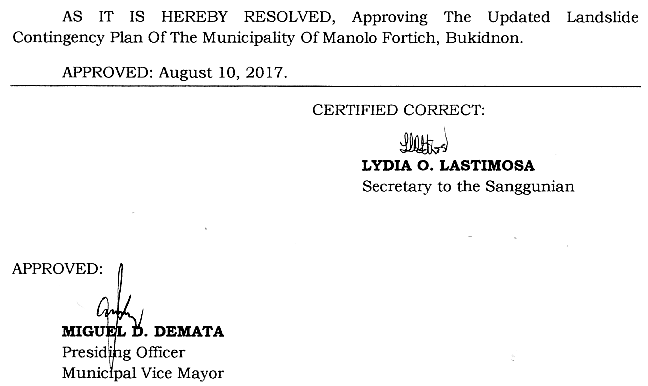 AS IT IS HEREBY RESOLVED, Approving The Updated Landslide
Contingency Plan Of The Municipality Of Manolo Fortich, Bukidnon.
APPROVED: August 10, 2017.
CERTIFIED CORRECT:
LYDIA O. LASTIMOSA
Secretary to the Sanggunian
APPROVED:
MIGUEL D. DEMATA
Presiding Officer
Municipal Vice Mayor